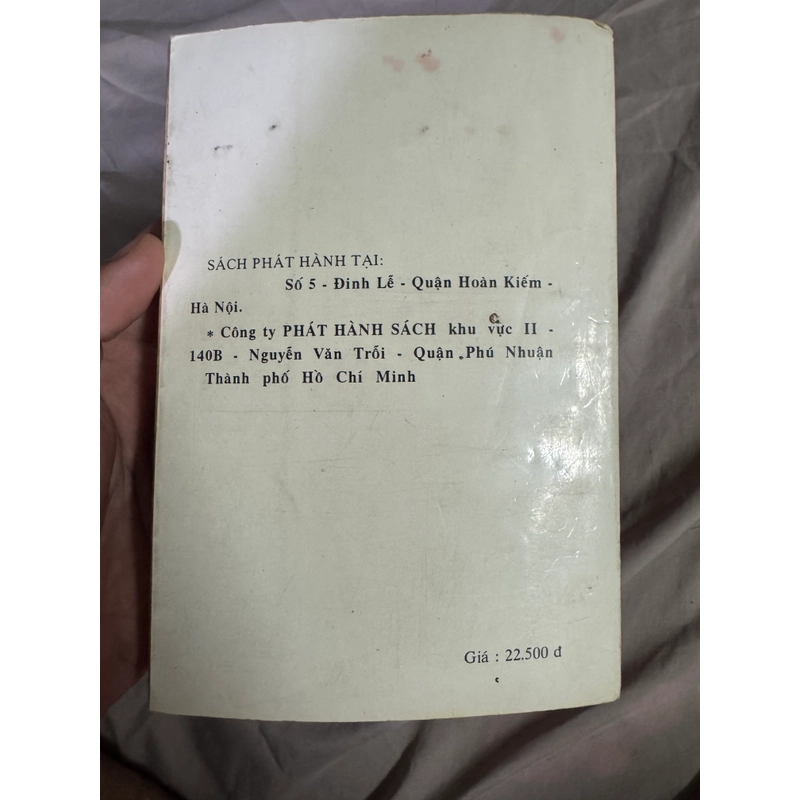 SÁCH PHÁT HÀNH TẠI:
Số 5 - Đinh Lễ - Quận Hoàn Kiếm -
Hà Nội.
* Công ty PHÁT HÀNH SÁCH khu vực II -
140B - Nguyễn Văn Trỗi - Quận Phú Nhuận
Thành phố Hồ Chí Minh
Giá : 22.500 đ